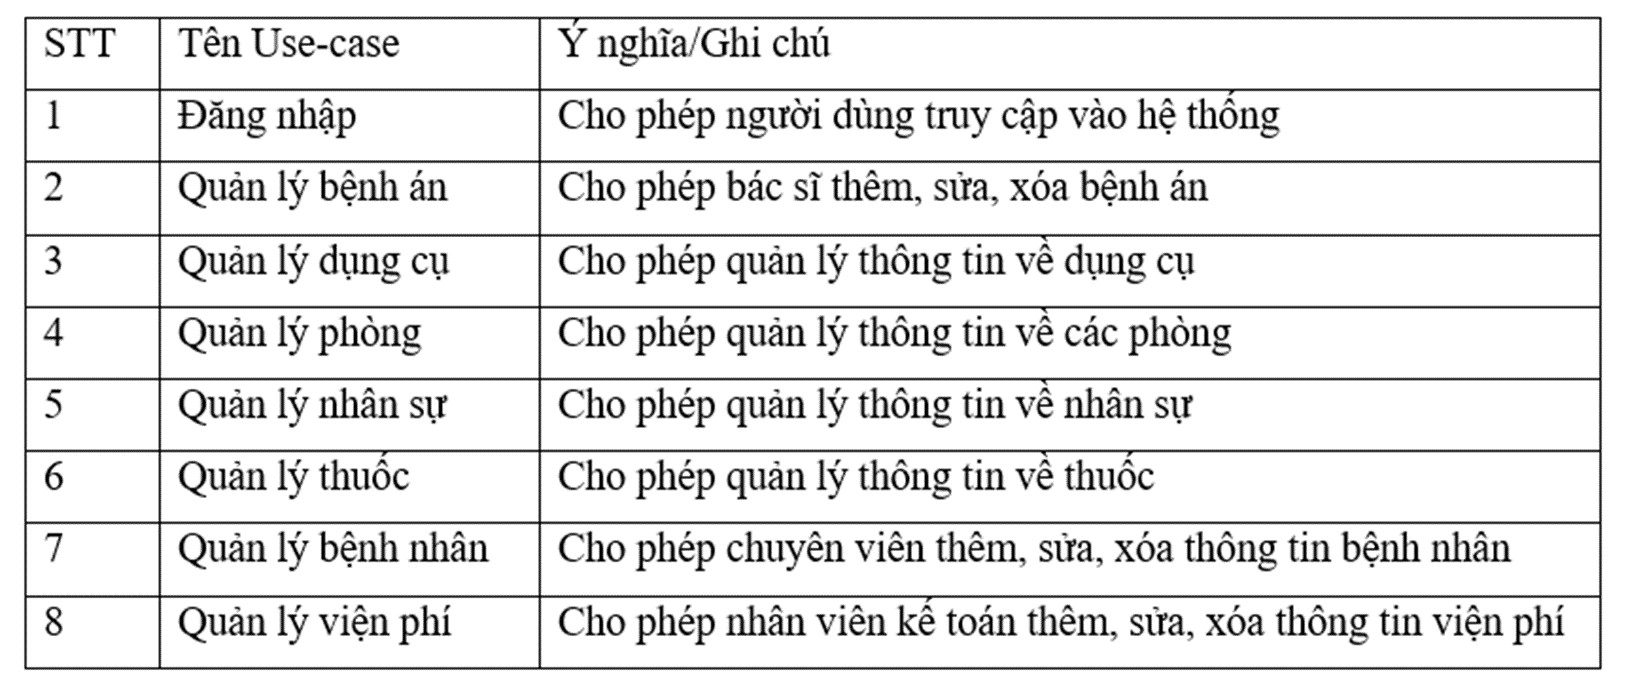 STT Tên Use-case Ý nghĩa/Ghi chú
1 Đăng nhập Cho phép người dùng truy cập vào hệ thống
2 Quản lý bệnh án Cho phép bác sĩ thêm, sửa, xóa bệnh án
3 Quản lý dụng cụ Cho phép quản lý thông tin về dụng cụ
4 Quản lý phòng Cho phép quản lý thông tin về các phòng
5 Quản lý nhân sự Cho phép quản lý thông tin về nhân sự
6 Quản lý thuốc Cho phép quản lý thông tin về thuốc
7 Quản lý bệnh nhân Cho phép chuyên viên thêm, sửa, xóa thông tin bệnh nhân
8 Quản lý viện phí Cho phép nhân viên kế toán thêm, sửa, xóa thông tin viện phí